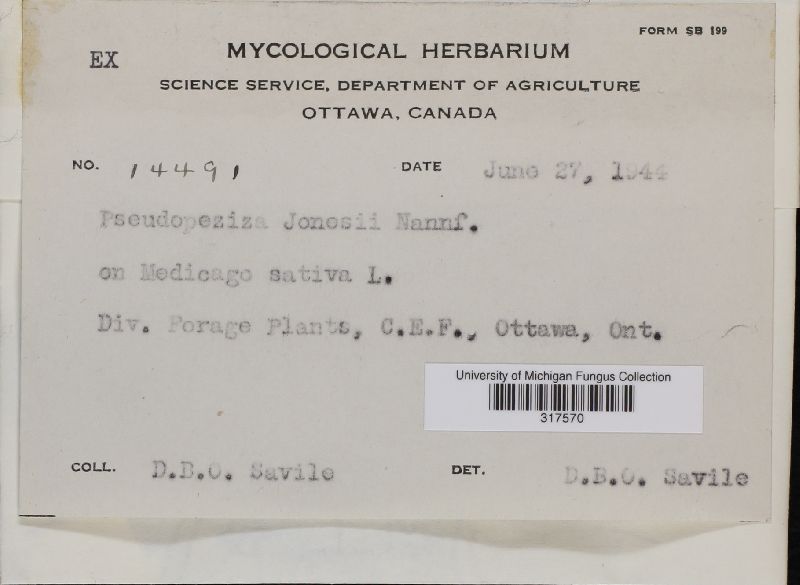 FORM SB 199
EX
MYCOLOGICAL HERBARIUM
SCIENCE SERVICE, DEPARTMENT OF AGRICULTURE
OTTAWA, CANADA
NO. 14491 DATE June 27, 1944
Pseudopeziza Jonesii Nannf.
on Medicago sativa L.
Div. Forage Plants, C.E.F., Ottawa, Ont.
University of Michigan Fungus Collection
317570
COLL. D.B.O. Savile DET. D.B.O. Savile